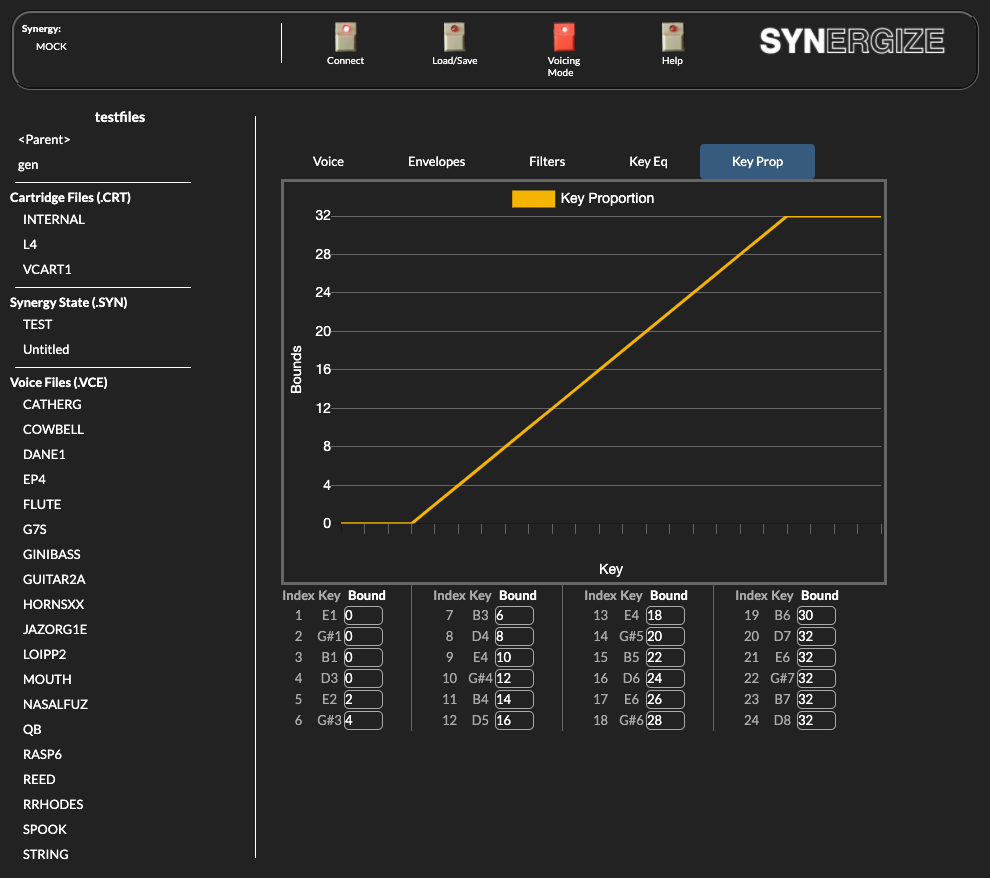 Synergy:
MOCK
Connect
Load/Save
Voicing
Mode
Help
SYNERGIZE
testfiles
<Parent>
gen
Cartridge Files (.CRT)
INTERNAL
L4
VCART1
Synergy State (.SYN)
TEST
Untitled
Voice Files (.VCE)
CATHERG
COWBELL
DANE1
EP4
FLUTE
G7S
GINIBASS
GUITAR2A
HORNSXX
JAZORG1E
LOIPP2
MOUTH
NASALFUZ
QB
RASP6
REED
RRHODES
SPOOK
STRING
Voice Envelopes Filters Key Eq Key Prop
Key Proportion
32
28
24
20
16
12
8
4
0
Bounds
Key
Index Key Bound Index Key Bound Index Key Bound Index Key Bound
1 E1 0 7 B3 6 13 E4 18 19 B6 30
2 G#1 0 8 D4 8 14 G#5 20 20 D7 32
3 B1 0 9 E4 10 15 B5 22 21 E6 32
4 D3 0 10 G#4 12 16 D6 24 22 G#7 32
5 E2 2 11 B4 14 17 E6 26 23 B7 32
6 G#3 4 12 D5 16 18 G#6 28 24 D8 32